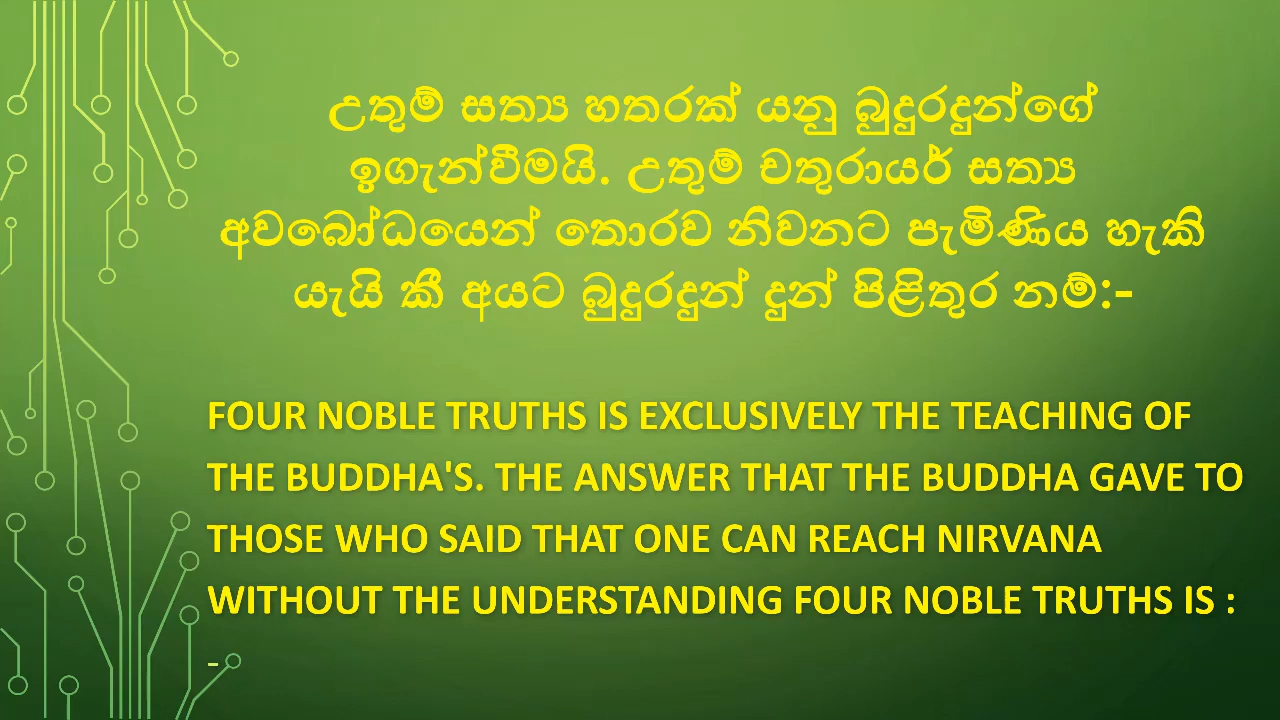 උතුම් සත්‍ය හතරක් යනු බුදුරදුන්ගේ
ඉගැන්වීමයි. උතුම් චතුරායර් සත්‍ය
අවබෝධයෙන් තොරව නිවනට පැමිණිය හැකි
යැයි කී අයට බුදුරදුන් දුන් පිළිතුර නම්:-
FOUR NOBLE TRUTHS IS EXCLUSIVELY THE TEACHING OF
THE BUDDHA'S. THE ANSWER THAT THE BUDDHA GAVE TO
THOSE WHO SAID THAT ONE CAN REACH NIRVANA
WITHOUT THE UNDERSTANDING FOUR NOBLE TRUTHS IS :
-